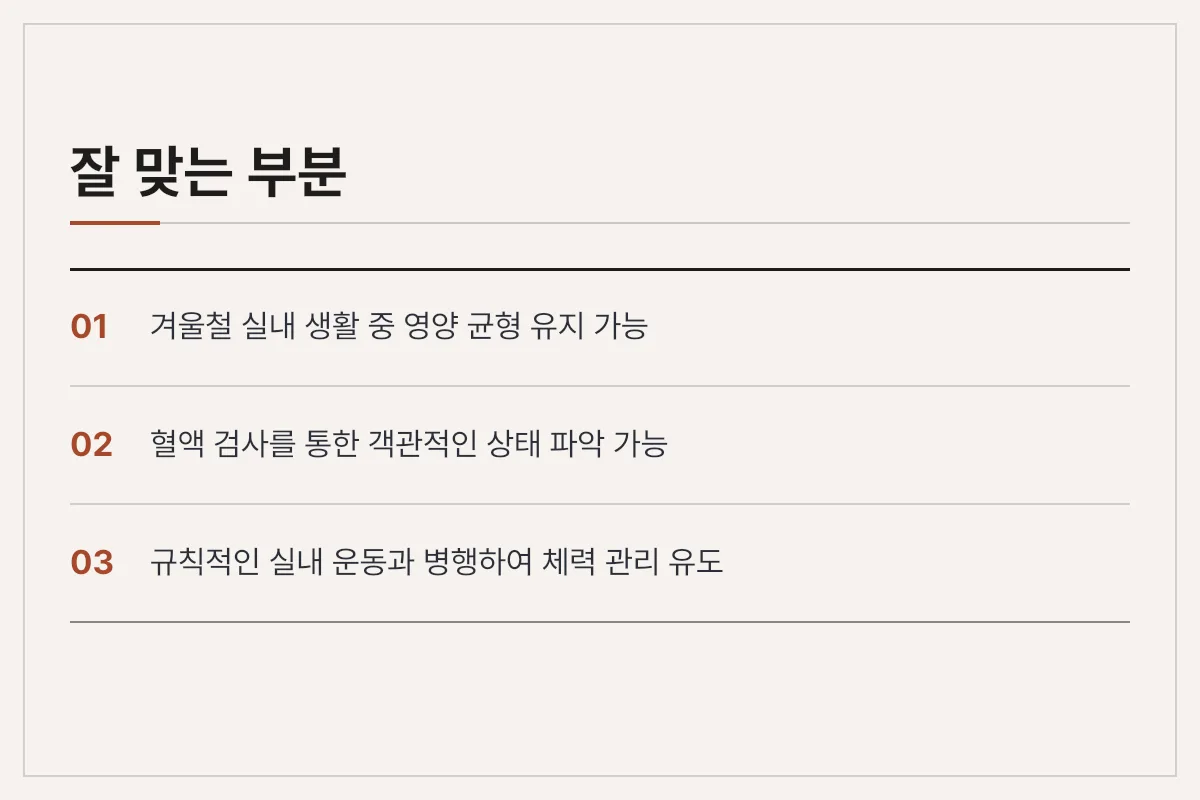 잘 맞는 부분
01 겨울철 실내 생활 중 영양 균형 유지 가능
02 혈액 검사를 통한 객관적인 상태 파악 가능
03 규칙적인 실내 운동과 병행하여 체력 관리 유도